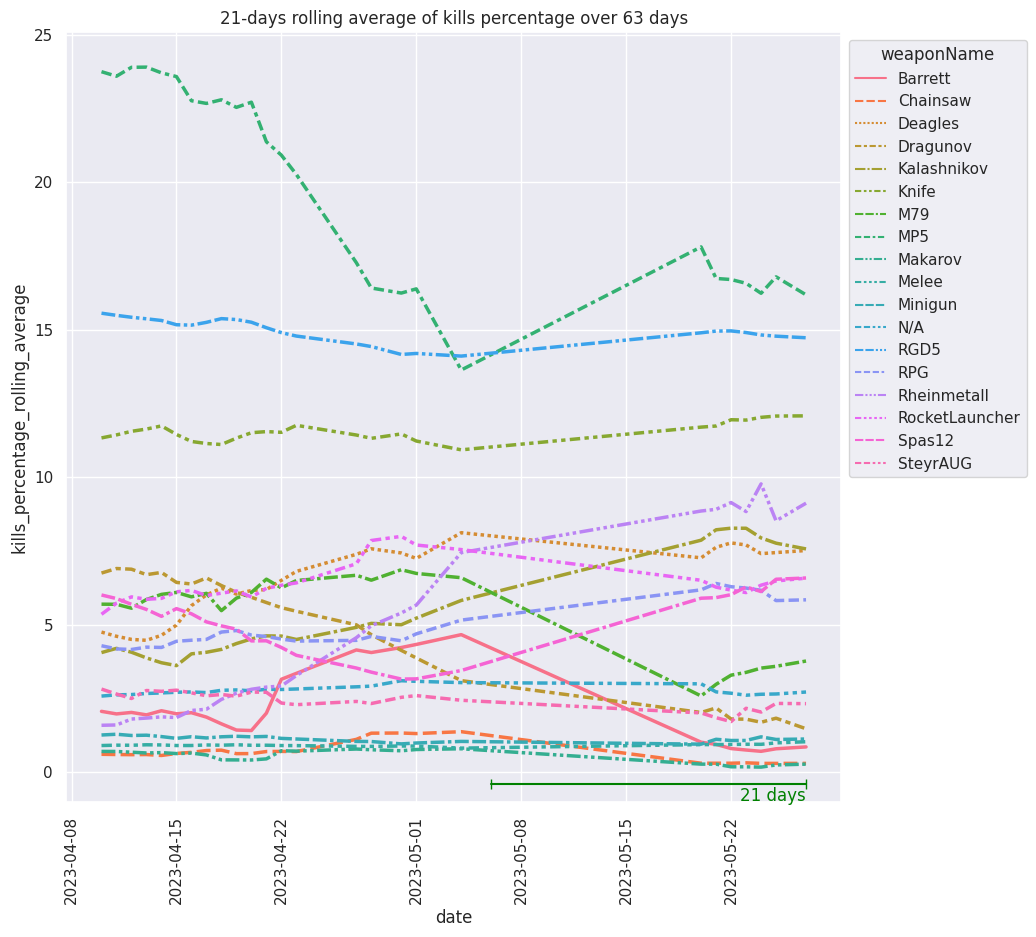 21-days rolling average of kills percentage over 63 days
kills_percentage_rolling_average
25
20
15
10
5
0
21 days
2023-04-08
2023-04-15
2023-04-22
2023-05-01
2023-05-08
2023-05-15
2023-05-22
date
weaponName
Barrett
Chainsaw
Deagles
Dragunov
Kalashnikov
Knife
M79
MP5
Makarov
Melee
Minigun
N/A
RGD5
RPG
Rheinmetall
RocketLauncher
Spas12
SteyrAUG